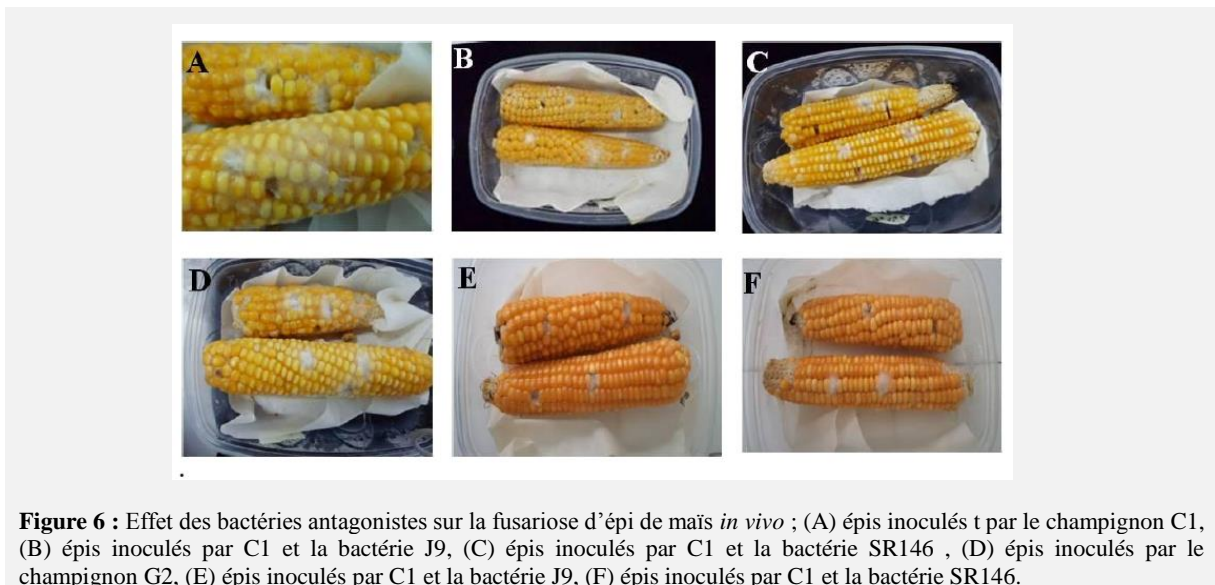 A
B
C
D
E
F
.
Figure 6 : Effet des bactéries antagonistes sur la fusariose d’épi de maïs in vivo ; (A) épis inoculés t par le champignon C1,
(B) épis inoculés par C1 et la bactérie J9, (C) épis inoculés par C1 et la bactérie SR146 , (D) épis inoculés par le
champignon G2, (E) épis inoculés par C1 et la bactérie J9, (F) épis inoculés par C1 et la bactérie SR146.